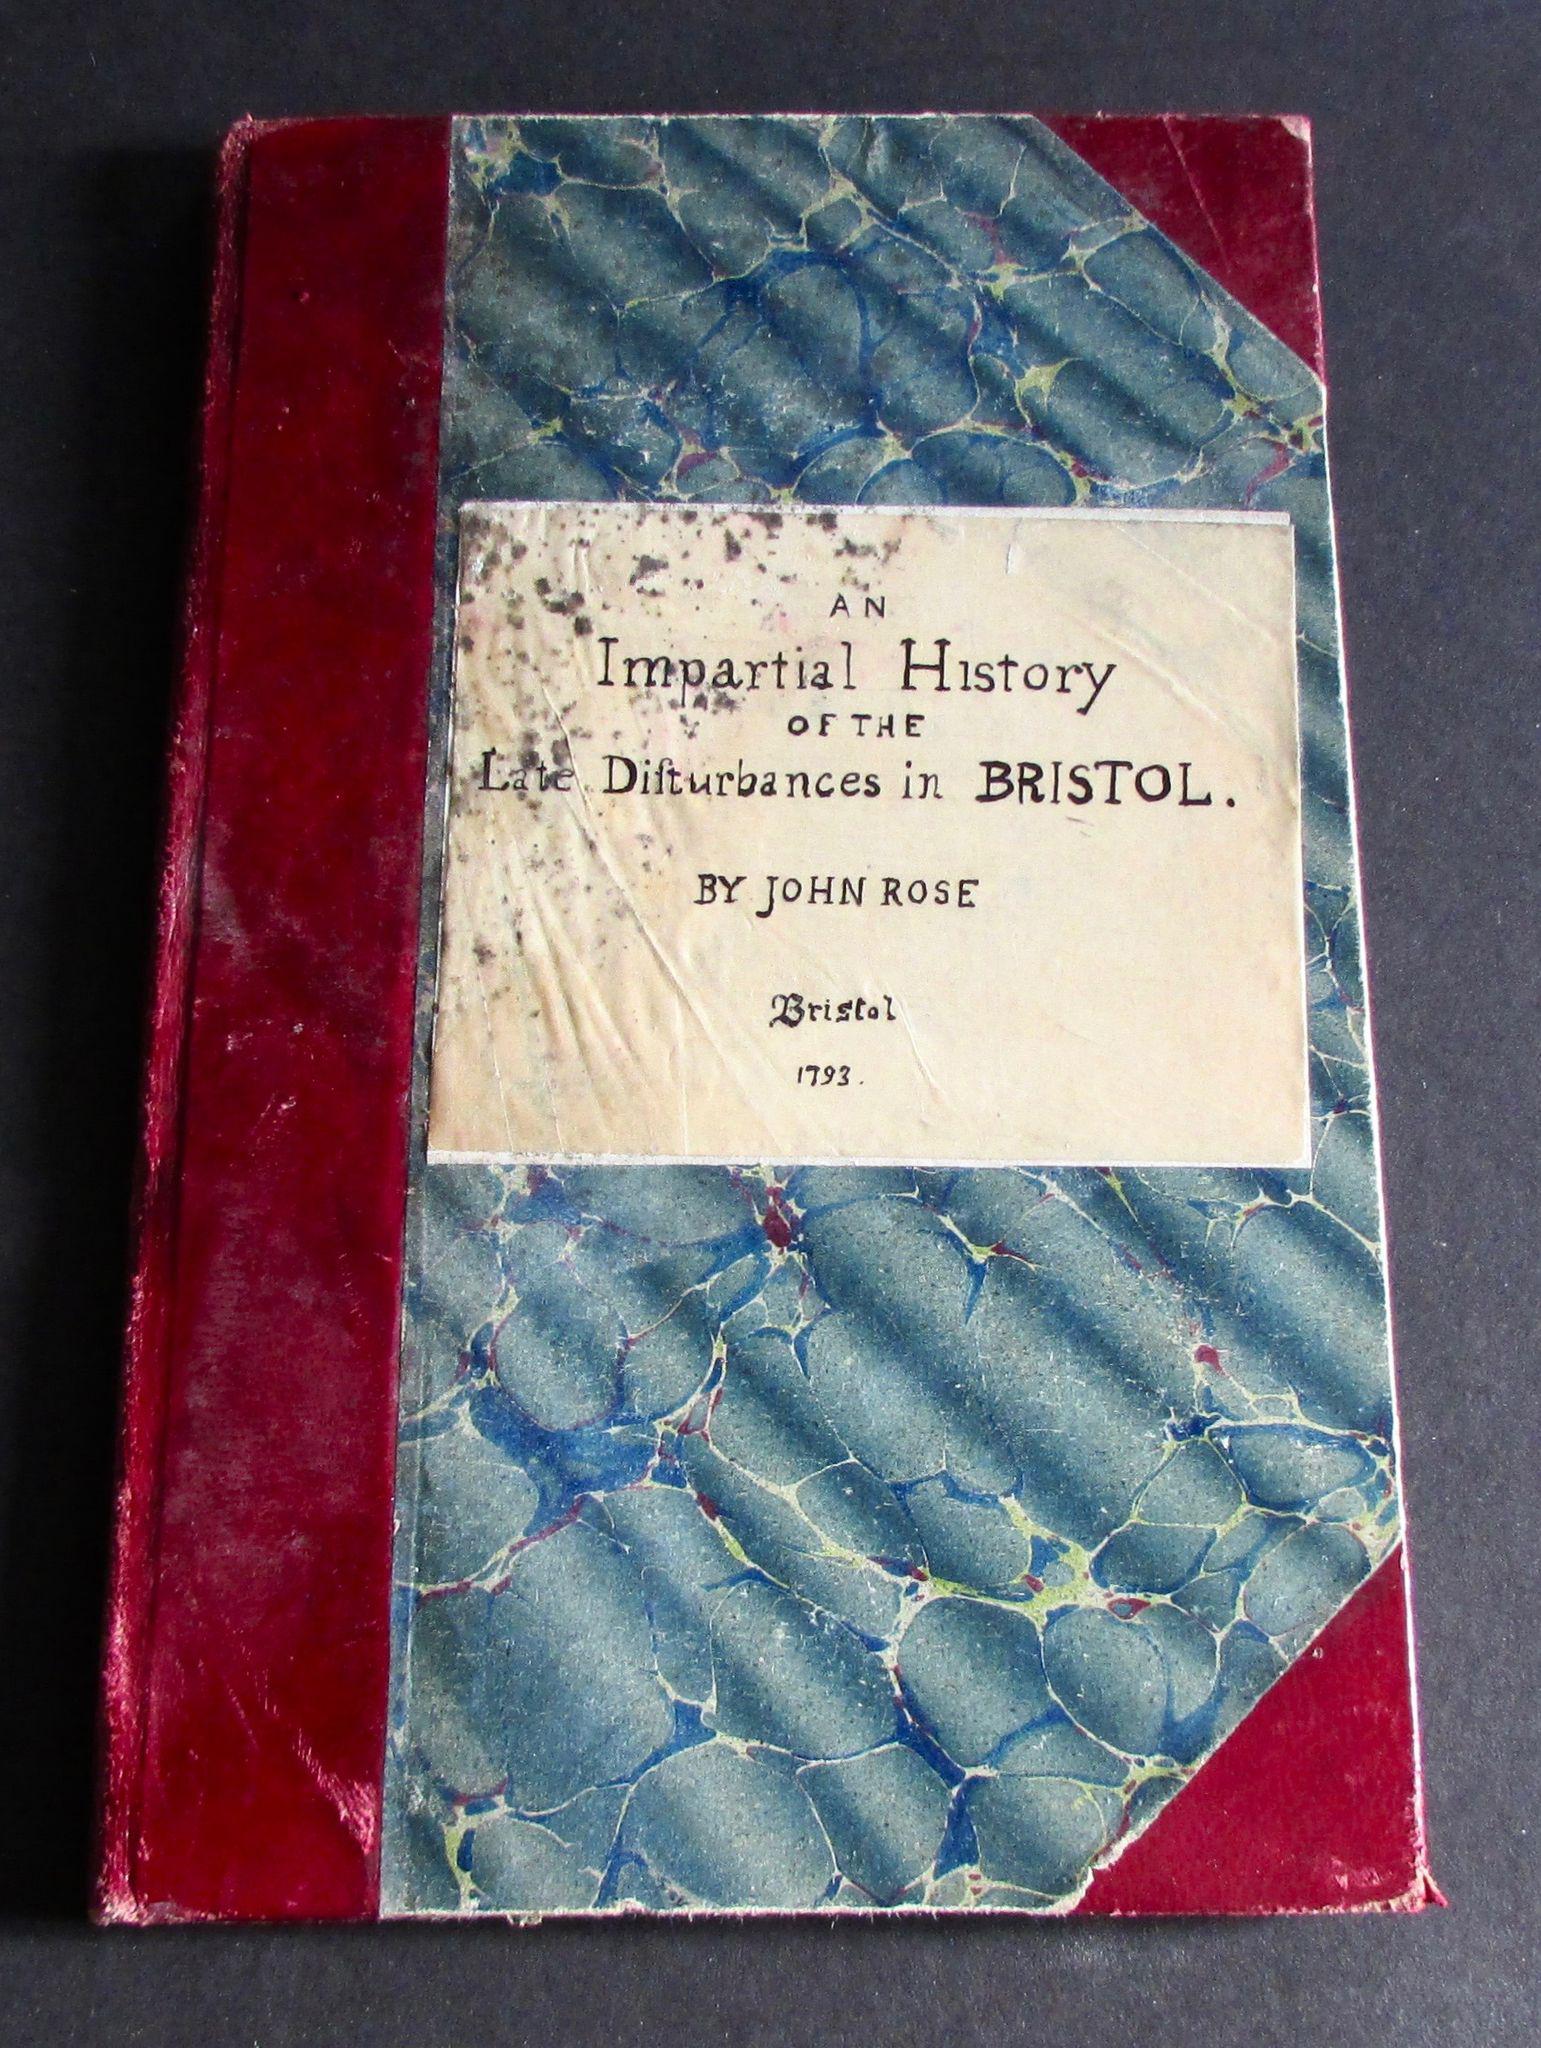 AN
Impartial History
OF THE
Late Diſturbances in BRISTOL.
BY JOHN ROSE
Bristol
1793.